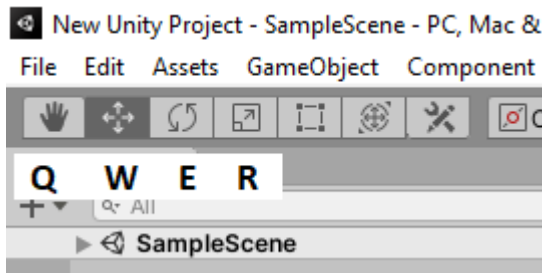 New Unity Project - SampleScene - PC, Mac &
File Edit Assets GameObject Component
Q W E R
All
SampleScene